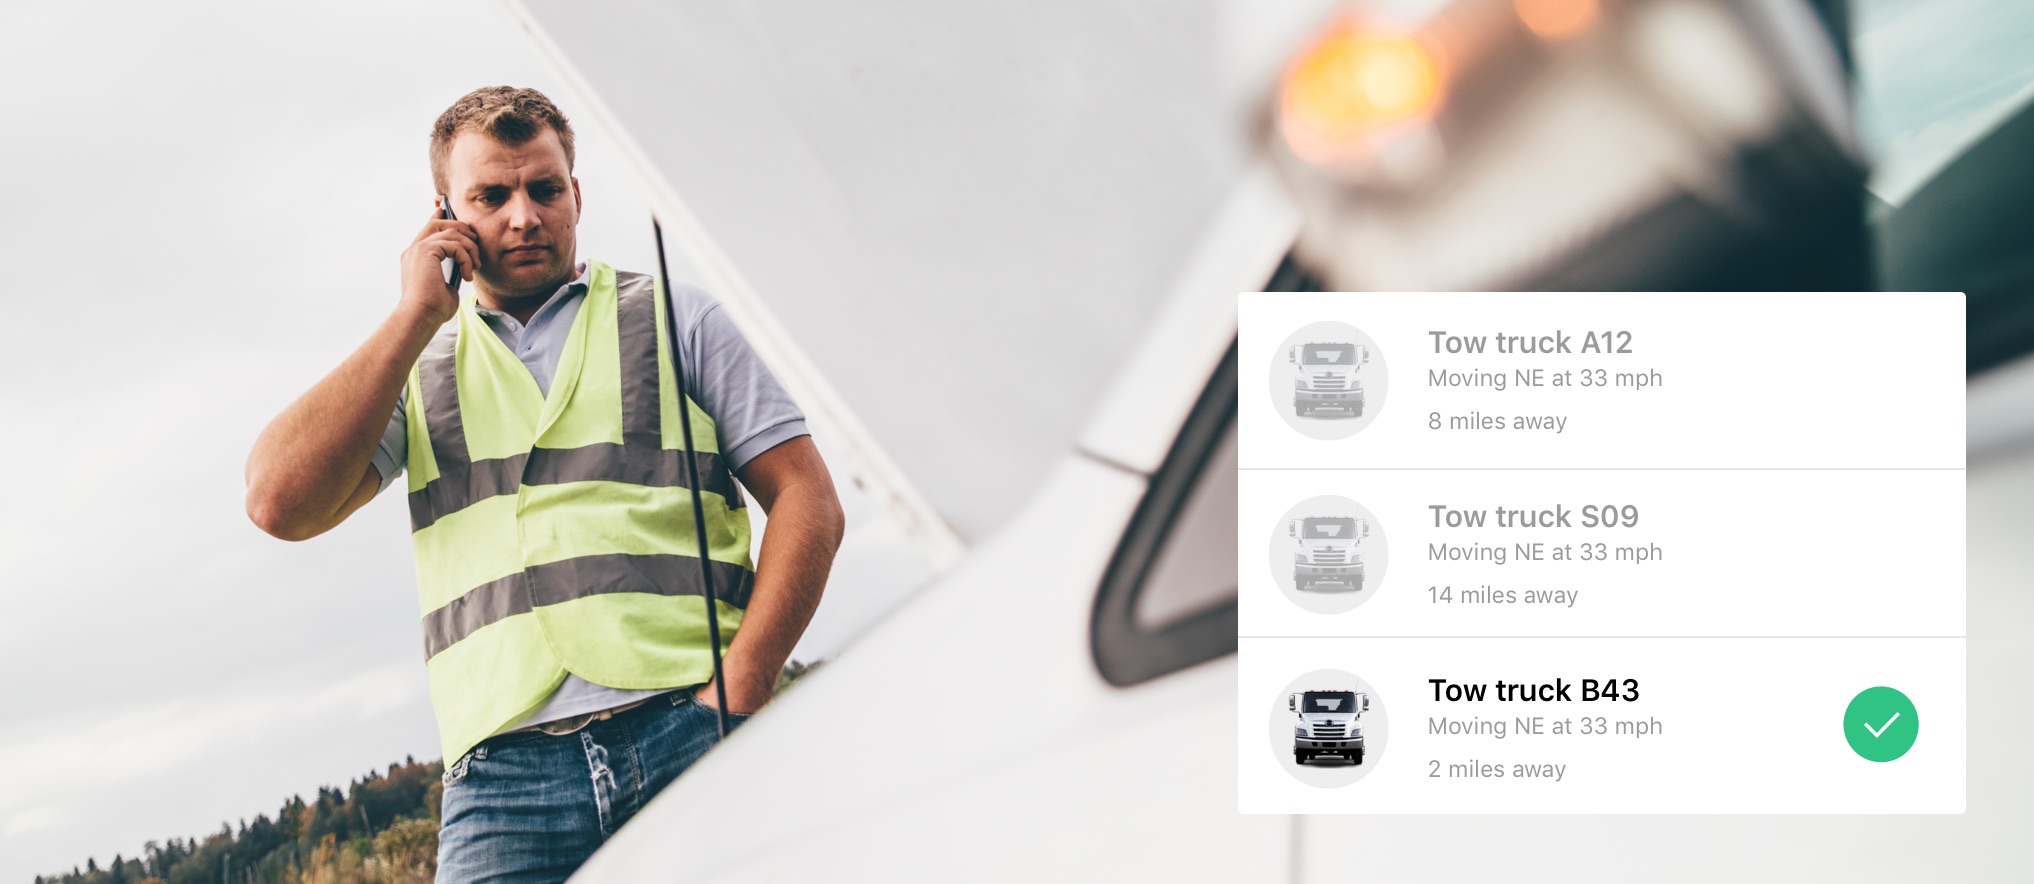 Tow truck A12
Moving NE at 33 mph
8 miles away
Tow truck S09
Moving NE at 33 mph
14 miles away
Tow truck B43
Moving NE at 33 mph
2 miles away